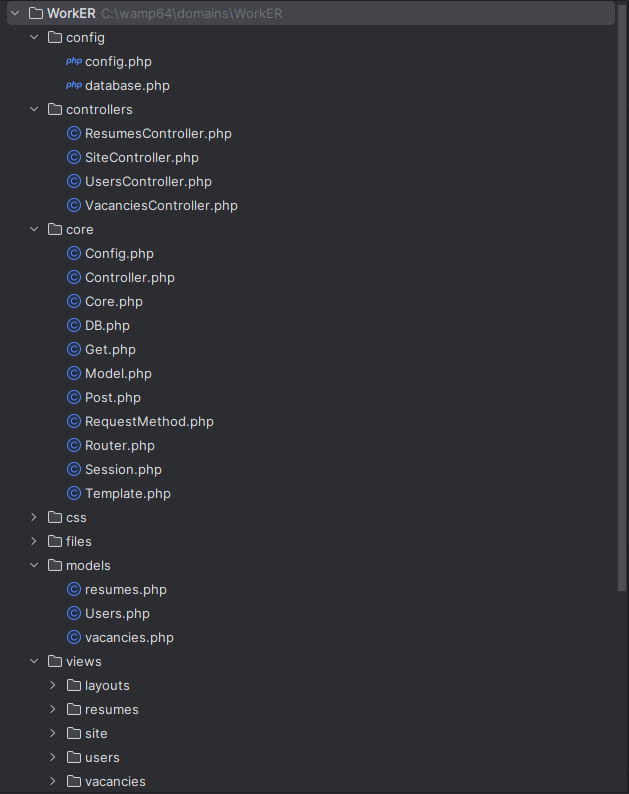 WorkER C:\wamp64\domains\WorkER
config
php config.php
php database.php
controllers
C ResumesController.php
C SiteController.php
C UsersController.php
C VacanciesController.php
core
C Config.php
C Controller.php
C Core.php
C DB.php
C Get.php
C Model.php
C Post.php
C RequestMethod.php
C Router.php
C Session.php
C Template.php
css
files
models
C resumes.php
C Users.php
C vacancies.php
views
layouts
resumes
site
users
vacancies